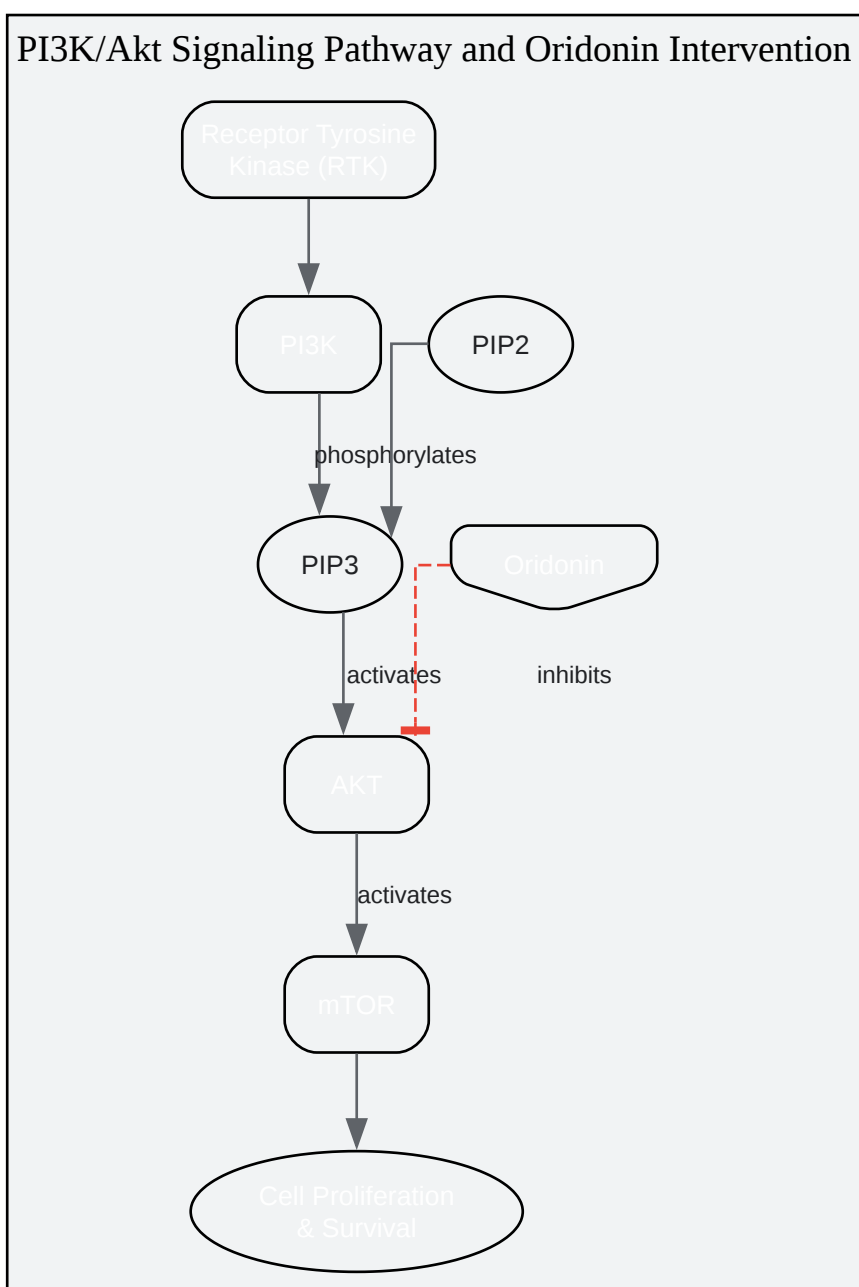 PI3K/Akt Signaling Pathway and Oridonin Intervention
Receptor Tyrosine
Kinase (RTK)
PI3K
PIP2
phosphorylates
PIP3
Oridonin
activates
inhibits
AKT
activates
mTOR
Cell Proliferation
& Survival